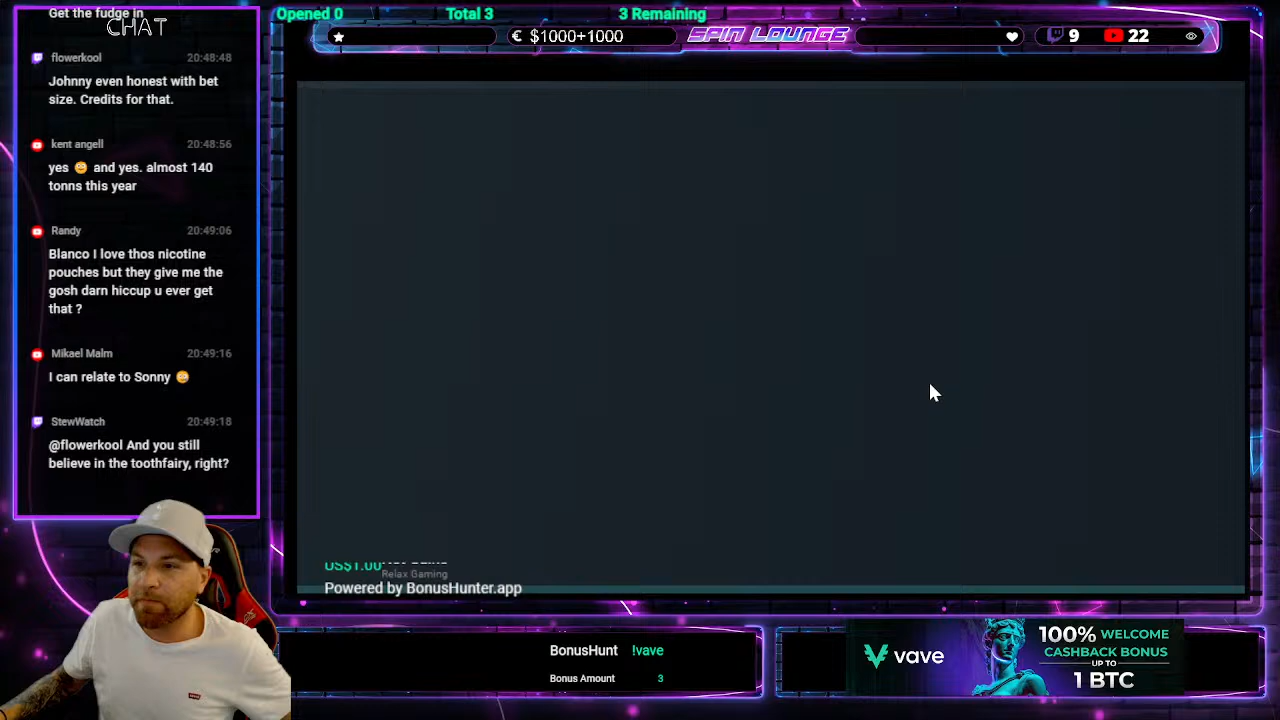 Get the fudge in
CHAT
flowerkool 20:48:48
Johnny even honest with bet
size. Credits for that.
kent angell 20:48:56
yes and yes. almost 140
tonns this year
Randy 20:49:06
Blanco I love thos nicotine
pouches but they give me the
gosh darn hiccup u ever get
that ?
Mikael Malm 20:49:16
I can relate to Sonny
StewWatch 20:49:18
@flowerkool And you still
believe in the toothfairy, right?
Opened 0 Total 3 3 Remaining
€ $1000+1000 SPIN LOUNGE 9 22
US$1.00
Relax Gaming
Powered by BonusHunter.app
BonusHunt !vave
Bonus Amount 3
vave
100% WELCOME
CASHBACK BONUS
UP TO
1 BTC